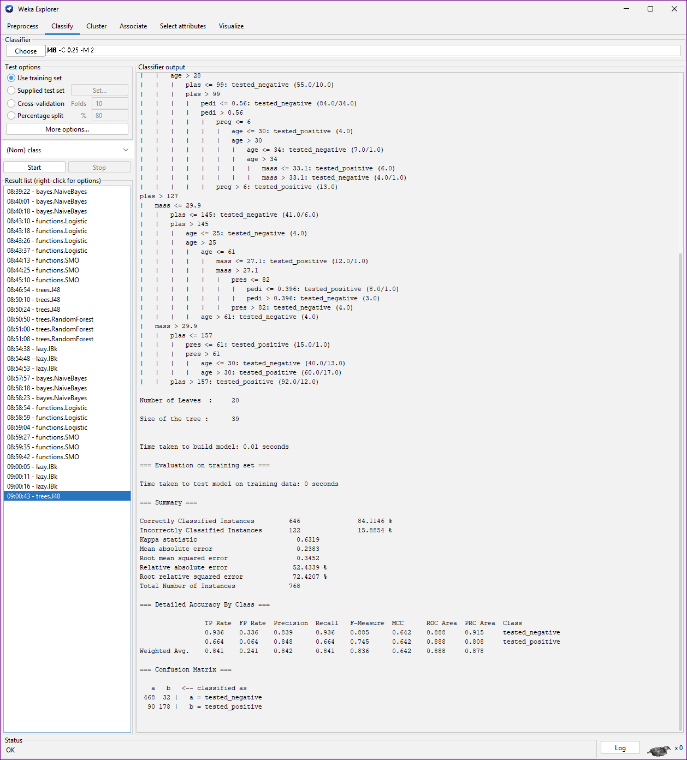 Weka Explorer
Preprocess Classify Cluster Associate Select attributes Visualize
Classifier
Choose J48 -C 0.25 -M 2
Test options
Use training set
Supplied test set Set...
Cross-validation Folds 10
Percentage split % 80
More options...
(Nom) class
Start Stop
Result list (right-click for options)
08:39:22 - bayes.NaiveBayes
08:40:01 - bayes.NaiveBayes
08:40:18 - bayes.NaiveBayes
08:43:10 - functions.Logistic
08:43:18 - functions.Logistic
08:43:26 - functions.Logistic
08:43:37 - functions.Logistic
08:44:13 - functions.SMO
08:44:25 - functions.SMO
08:45:10 - functions.SMO
08:46:54 - trees.J48
08:50:10 - trees.J48
08:50:24 - trees.J48
08:50:50 - trees.RandomForest
08:51:00 - trees.RandomForest
08:51:08 - trees.RandomForest
08:54:38 - lazy.IBk
08:54:48 - lazy.IBk
08:54:53 - lazy.IBk
08:57:57 - bayes.NaiveBayes
08:58:18 - bayes.NaiveBayes
08:58:23 - bayes.NaiveBayes
08:58:54 - functions.Logistic
08:58:59 - functions.Logistic
08:59:04 - functions.Logistic
08:59:27 - functions.SMO
08:59:35 - functions.SMO
08:59:42 - functions.SMO
09:00:05 - lazy.IBk
09:00:11 - lazy.IBk
09:00:16 - lazy.IBk
09:00:43 - trees.J48
Classifier output
| | age > 28
| | | plas <= 99: tested_negative (55.0/10.0)
| | | plas > 99
| | | | pedi <= 0.56: tested_negative (84.0/34.0)
| | | | pedi > 0.56
| | | | | preg <= 6
| | | | | | age <= 30: tested_positive (4.0)
| | | | | | age > 30
| | | | | | | age <= 34: tested_negative (7.0/1.0)
| | | | | | | age > 34
| | | | | | | | mass <= 33.1: tested_positive (6.0)
| | | | | | | | mass > 33.1: tested_negative (4.0/1.0)
| | | | | preg > 6: tested_positive (13.0)
plas > 127
| mass <= 29.9
| | plas <= 145: tested_negative (41.0/6.0)
| | plas > 145
| | | age <= 25: tested_negative (4.0)
| | | age > 25
| | | | age <= 61
| | | | | mass <= 27.1: tested_positive (12.0/1.0)
| | | | | mass > 27.1
| | | | | | pres <= 82
| | | | | | | pedi <= 0.396: tested_positive (8.0/1.0)
| | | | | | | pedi > 0.396: tested_negative (3.0)
| | | | | | pres > 82: tested_negative (4.0)
| | | | age > 61: tested_negative (4.0)
| mass > 29.9
| | plas <= 157
| | | pres <= 61: tested_positive (15.0/1.0)
| | | pres > 61
| | | | age <= 30: tested_negative (40.0/13.0)
| | | | age > 30: tested_positive (60.0/17.0)
| | plas > 157: tested_positive (92.0/12.0)
Number of Leaves : 20
Size of the tree : 39
Time taken to build model: 0.01 seconds
=== Evaluation on training set ===
Time taken to test model on training data: 0 seconds
=== Summary ===
Correctly Classified Instances 646 84.1146 %
Incorrectly Classified Instances 122 15.8854 %
Kappa statistic 0.6319
Mean absolute error 0.2383
Root mean squared error 0.3452
Relative absolute error 52.4339 %
Root relative squared error 72.4207 %
Total Number of Instances 768
=== Detailed Accuracy By Class ===
TP Rate FP Rate Precision Recall F-Measure MCC ROC Area PRC Area Class
0.936 0.336 0.839 0.936 0.885 0.642 0.888 0.915 tested_negative
0.664 0.064 0.848 0.664 0.745 0.642 0.888 0.808 tested_positive
Weighted Avg. 0.841 0.241 0.842 0.841 0.836 0.642 0.888 0.878
=== Confusion Matrix ===
a b <-- classified as
468 32 | a = tested_negative
90 178 | b = tested_positive
Status
OK
Log x 0